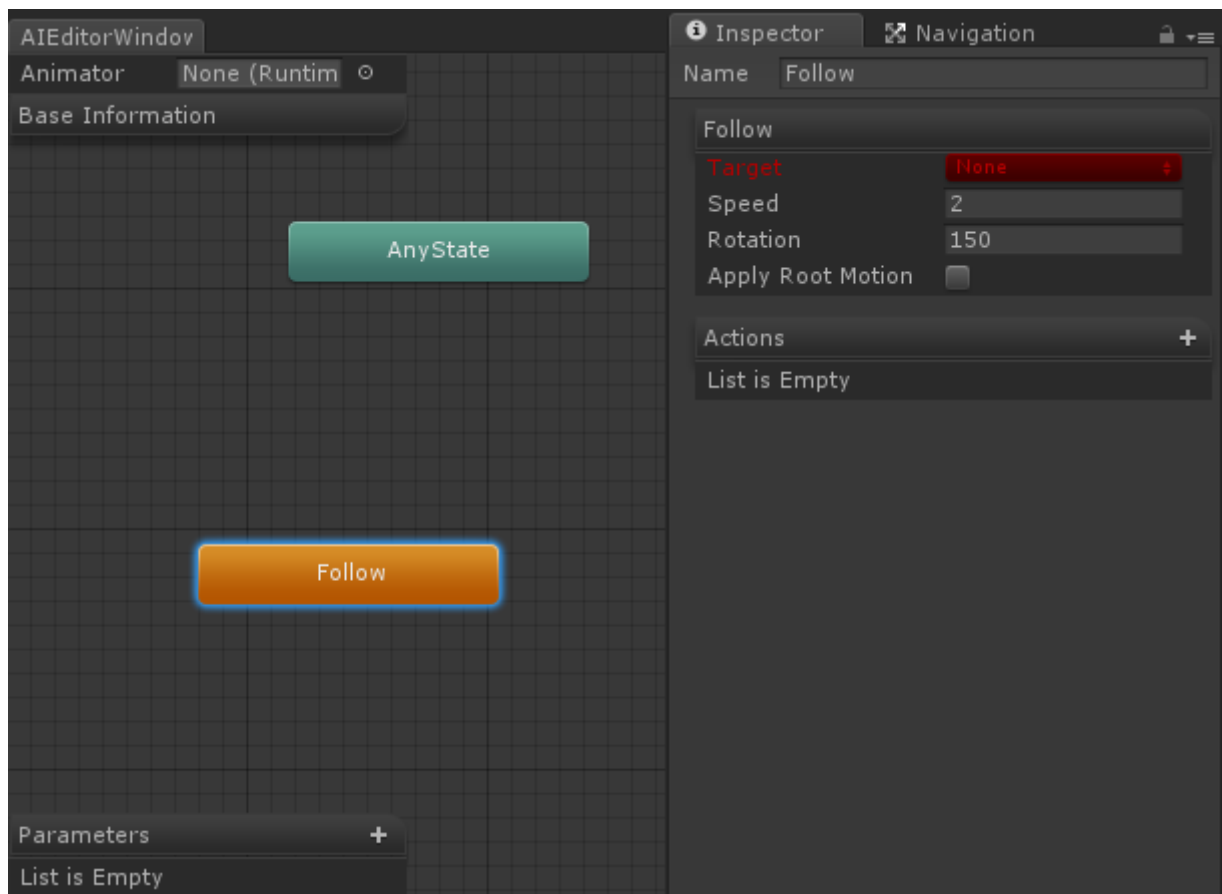 AIEditorWindov
Animator None (Runtim
Base Information
AnyState
Follow
Parameters +
List is Empty
Inspector Navigation
Name Follow
Follow
Target None
Speed 2
Rotation 150
Apply Root Motion
Actions +
List is Empty